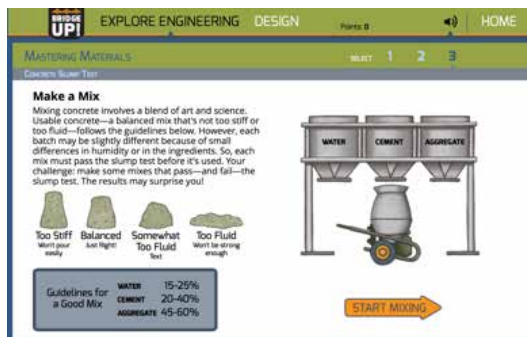 BRIDGE UP!
EXPLORE ENGINEERING DESIGN Points: 0 HOME
MASTERING MATERIALS SELECT 1 2 3
CONCRETE SLUMP TEST
Make a Mix
Mixing concrete involves a blend of art and science.
Usable concrete—a balanced mix that's not too stiff or
too fluid—follows the guidelines below. However, each
batch may be slightly different because of small
differences in humidity or in the ingredients. So, each
mix must pass the slump test before it's used. Your
challenge: make some mixes that pass—and fail—the
slump test. The results may surprise you!
WATER CEMENT AGGREGATE
Too Stiff
Won't pour
easily
Balanced
Just Right!
Somewhat
Too Fluid
Text
Too Fluid
Won't be strong
enough
Guidelines for
a Good Mix
WATER 15-25%
CEMENT 20-40%
AGGREGATE 45-60%
START MIXING